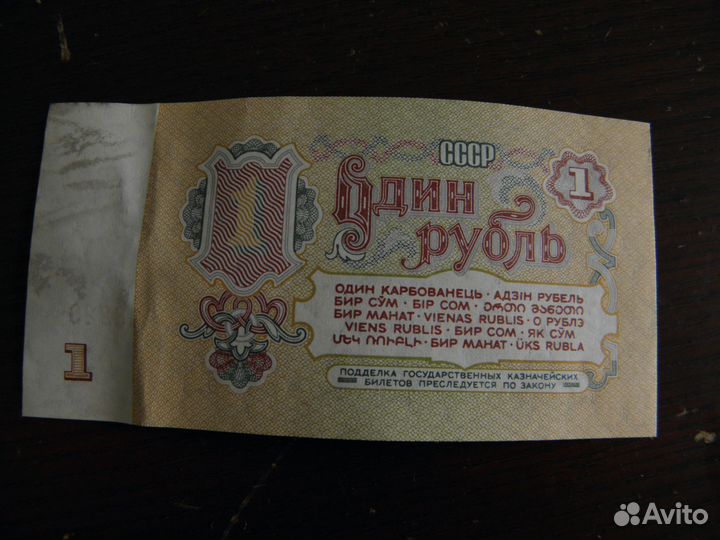 СССР
1
1
Один
рубль
ОДИН КАРБОВАНЕЦЬ · АДЗІН РУБЕЛЬ
БИР СЎМ · БІР СОМ · ᲔᲠᲗᲘ ᲛᲐᲜᲔᲗᲘ
БИР МАНАТ · VIENAS RUBLIS · О РУБЛЭ
VIENS RUBLIS · БИР СОМ · ЯК СЎМ
ՄԵԿ ՌՈՒԲԼԻ · БИР МАНАТ · ÜKS RUBLA
ПОДДЕЛКА ГОСУДАРСТВЕННЫХ КАЗНАЧЕЙСКИХ
БИЛЕТОВ ПРЕСЛЕДУЕТСЯ ПО ЗАКОНУ
1
Avito